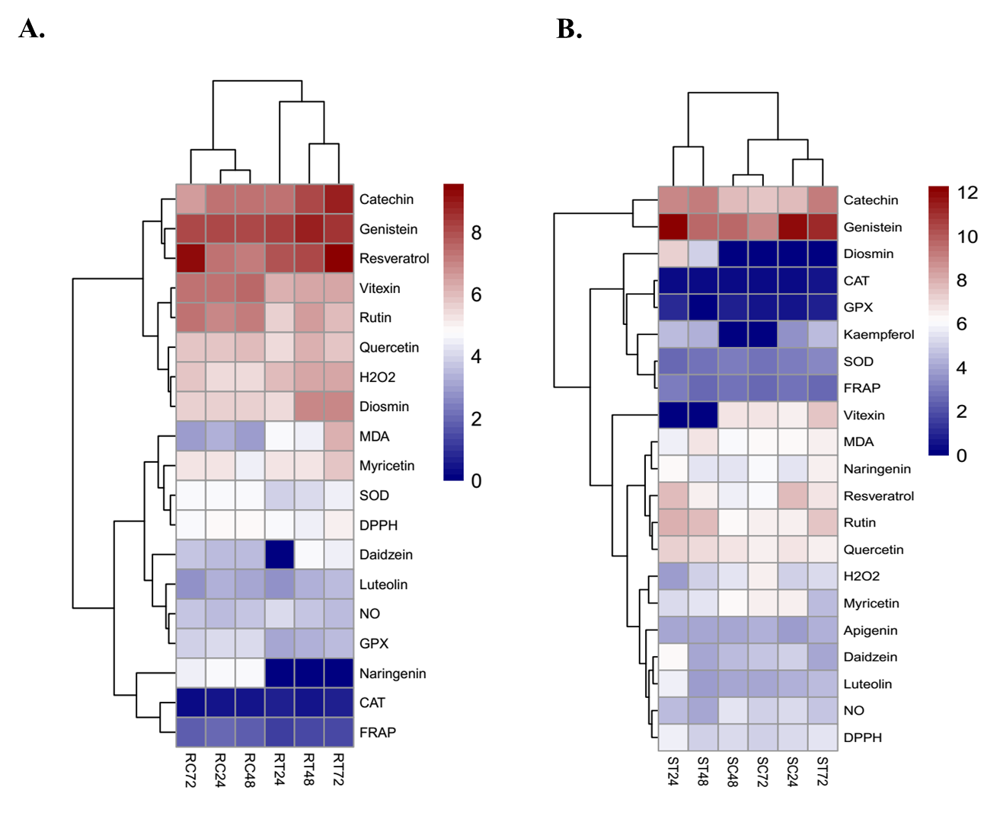 A.
Catechin
Genistein
Resveratrol
Vitexin
Rutin
Quercetin
H2O2
Diosmin
MDA
Myricetin
SOD
DPPH
Daidzein
Luteolin
NO
GPX
Naringenin
CAT
FRAP
RC72 RC24 RC48 RT24 RT48 RT72
8
6
4
2
0
B.
Catechin
Genistein
Diosmin
CAT
GPX
Kaempferol
SOD
FRAP
Vitexin
MDA
Naringenin
Resveratrol
Rutin
Quercetin
H2O2
Myricetin
Apigenin
Daidzein
Luteolin
NO
DPPH
ST24 ST48 SC48 SC72 SC24 ST72
12
10
8
6
4
2
0